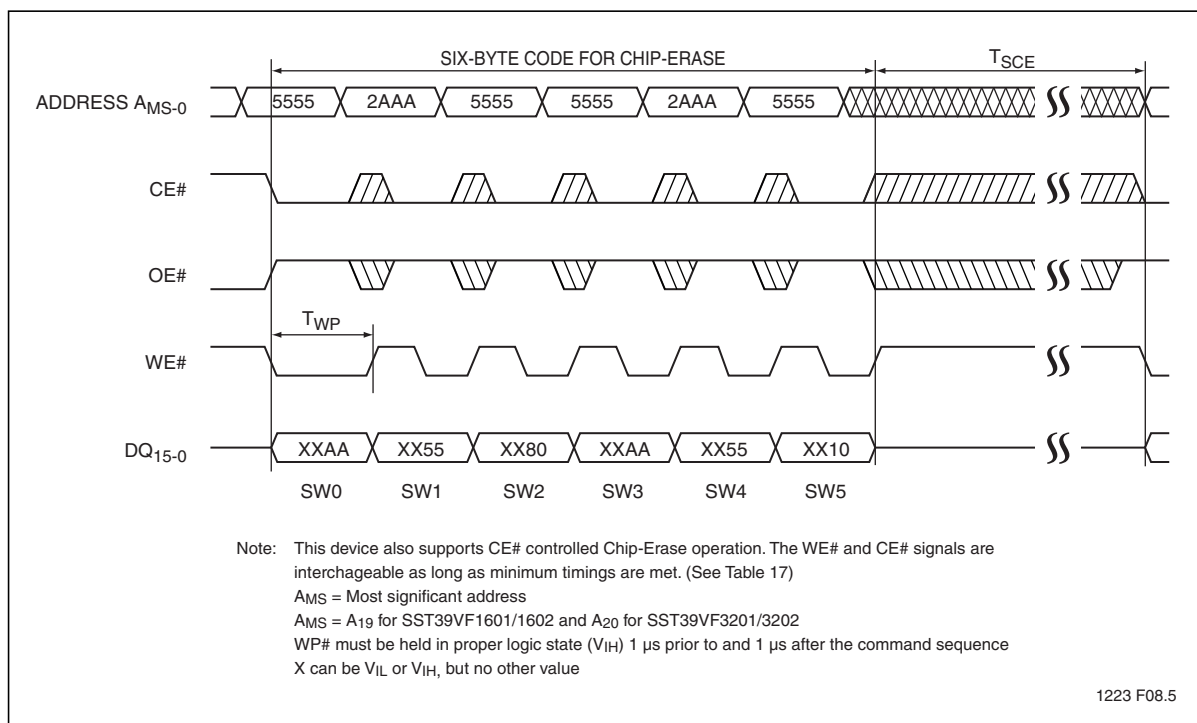 SIX-BYTE CODE FOR CHIP-ERASE
TSCE
ADDRESS AMS-0
5555 2AAA 5555 5555 2AAA 5555
CE#
OE#
TWP
WE#
DQ15-0
XXAA XX55 XX80 XXAA XX55 XX10
SW0 SW1 SW2 SW3 SW4 SW5
Note: This device also supports CE# controlled Chip-Erase operation. The WE# and CE# signals are
interchageable as long as minimum timings are met. (See Table 17)
AMS = Most significant address
AMS = A19 for SST39VF1601/1602 and A20 for SST39VF3201/3202
WP# must be held in proper logic state (VIH) 1 µs prior to and 1 µs after the command sequence
X can be VIL or VIH, but no other value
1223 F08.5